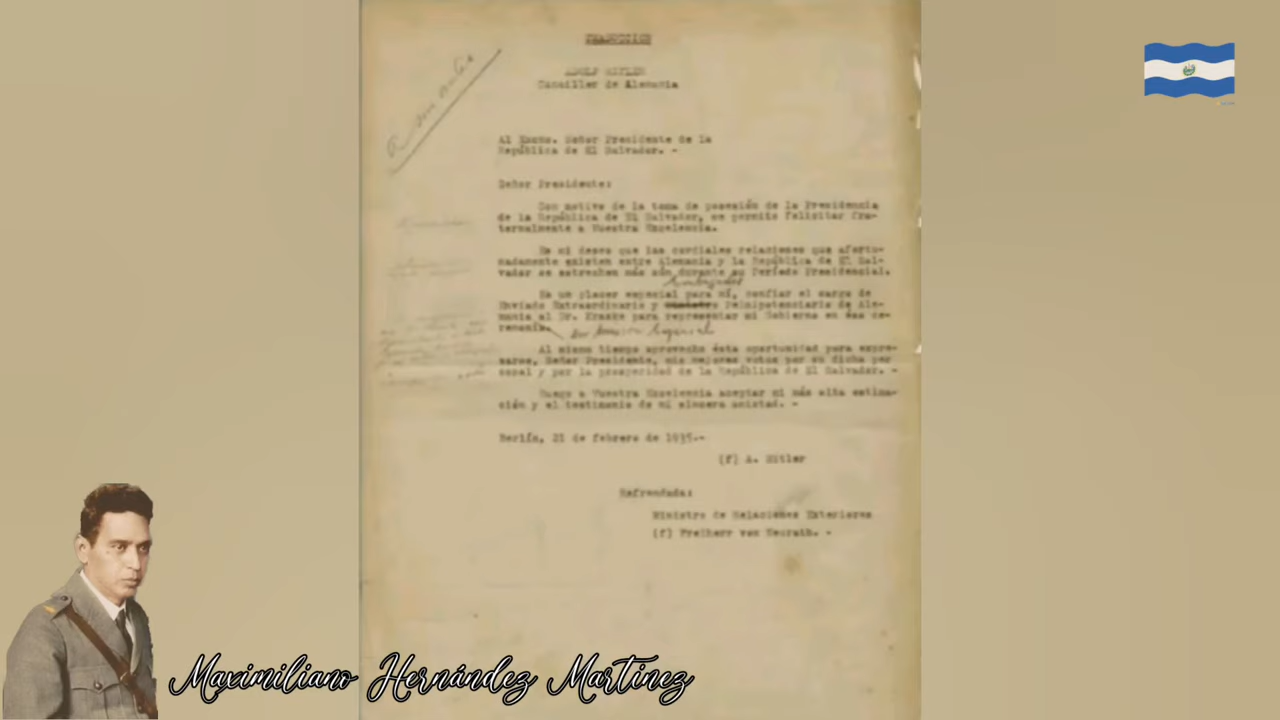 TRADUCCION
ADOLF HITLER
Canciller de Alemania
Al Excmo. Señor Presidente de la
República de El Salvador. -
Señor Presidente:
Con motivo de la toma de posesión de la Presidencia
de la República de El Salvador, me permito felicitar fra-
ternalmente a Vuestra Excelencia.
Es mi deseo que las cordiales relaciones que afortu-
nadamente existen entre Alemania y la República de El Sal-
vador se estrechen más aún durante su Período Presidencial.
Es un placer especial para mí, confiar el cargo de
Enviado Extraordinario y Plenipotenciario de Ale-
mania al Dr. para representar mi Gobierno en esa ce-
remonia.
Al mismo tiempo aprovecho ésta oportunidad para expre-
sarme, Señor Presidente, mis mejores votos por su dicha per
sonal y por la prosperidad de la República de El Salvador. -
Ruego a Vuestra Excelencia aceptar mi más alta estima-
ción y el testimonio de mi sincera amistad. -
Berlín, 21 de febrero de 1935.-
(f) A. Hitler
Refrendada:
Ministro de Relaciones Exteriores
(f) Freiherr von Neurath. -
Maximiliano Hernández Martínez